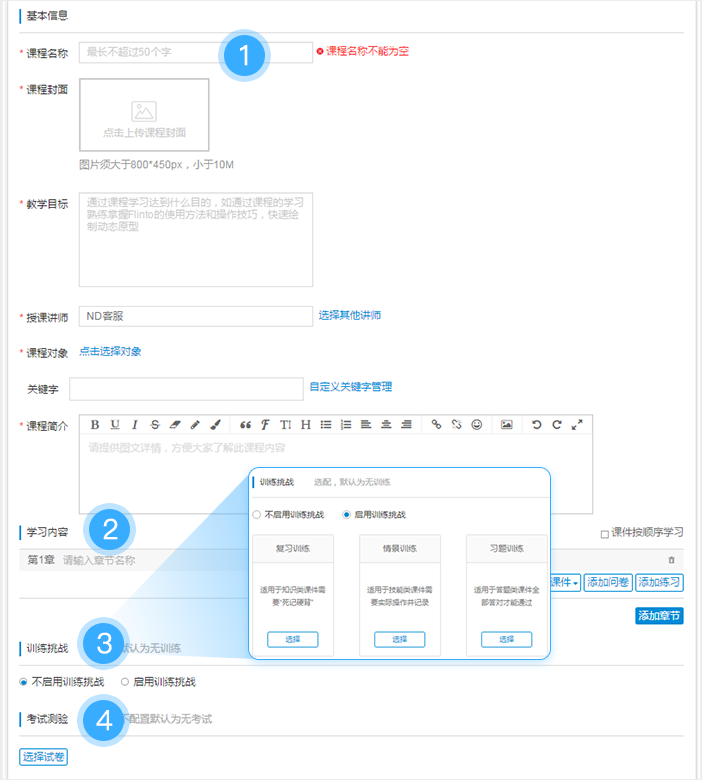 基本信息
* 课程名称
最长不超过50个字
1
课程名称不能为空
* 课程封面
点击上传课程封面
图片须大于800*450px，小于10M
* 教学目标
通过课程学习达到什么目的，如通过课程的学习
熟练掌握Flinto的使用方法和操作技巧，快速绘
制动态原型
* 授课讲师
ND客服
选择其他讲师
* 课程对象
点击选择对象
关键字
自定义关键字管理
* 课程简介
B U I S
请提供图文详情，方便大家了解此课程内容
训练挑战
选配，默认为无训练
不启用训练挑战
启用训练挑战
复习训练
情景训练
习题训练
适用于知识类课件需
要“死记硬背”
适用于技能类课件需
要实际操作并记录
适用于答题类课件全
部答对才能通过
选择
选择
选择
学习内容
2
课件按顺序学习
第1章
请输入章节名称
课件
添加问卷
添加练习
添加章节
训练挑战
3
默认为无训练
不启用训练挑战
启用训练挑战
考试测验
4
不配置默认为无考试
选择试卷